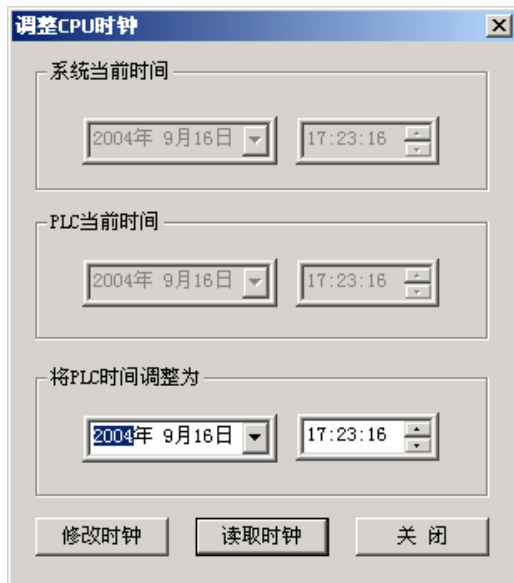 调整CPU时钟
系统当前时间
2004年 9月16日 17:23:16
PLC当前时间
2004年 9月16日 17:23:16
将PLC时间调整为
2004年 9月16日 17:23:16
修改时钟 读取时钟 关 闭